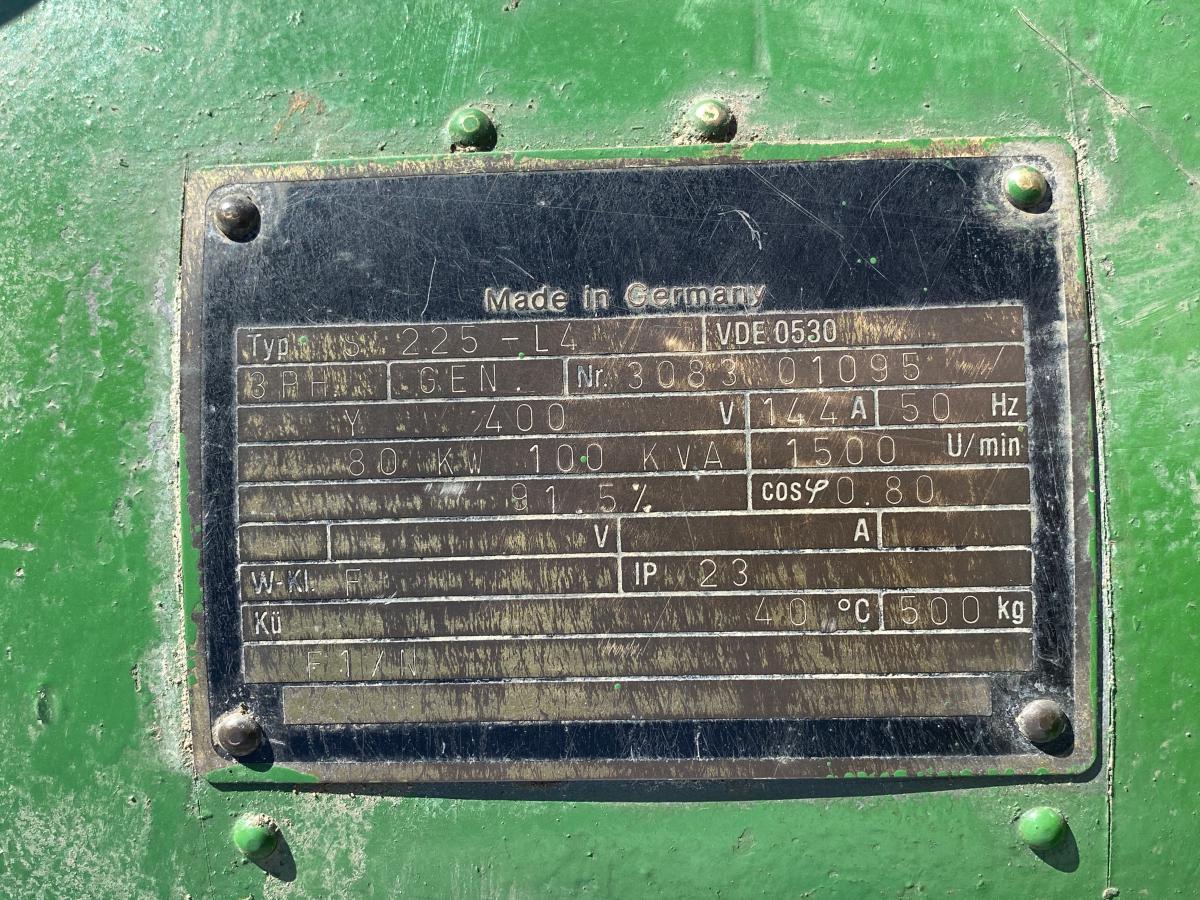 Made in Germany
Typ S 225-L4 VDE 0530
3PH. GEN. Nr. 3083 01095
Y 400 V 144 A 50 Hz
80 KW 100 KVA 1500 U/min
91.5% cosφ 0.80
V A
W-Kl. F IP 23
Kü 40 °C 500 kg
F1/N